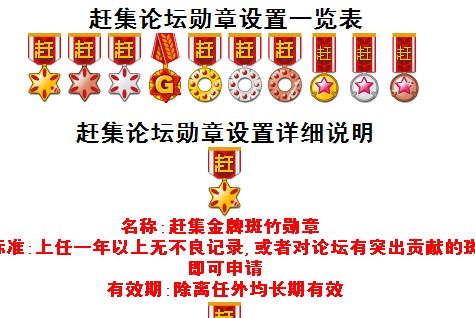 赶集论坛勋章设置一览表
赶 赶 赶 G 赶 赶 赶 赶 赶 赶
赶集论坛勋章设置详细说明
赶
名称：赶集金牌斑竹勋章
标准：上任一年以上无不良记录，或者对论坛有突出贡献的斑
即可申请
有效期：除离任外均长期有效